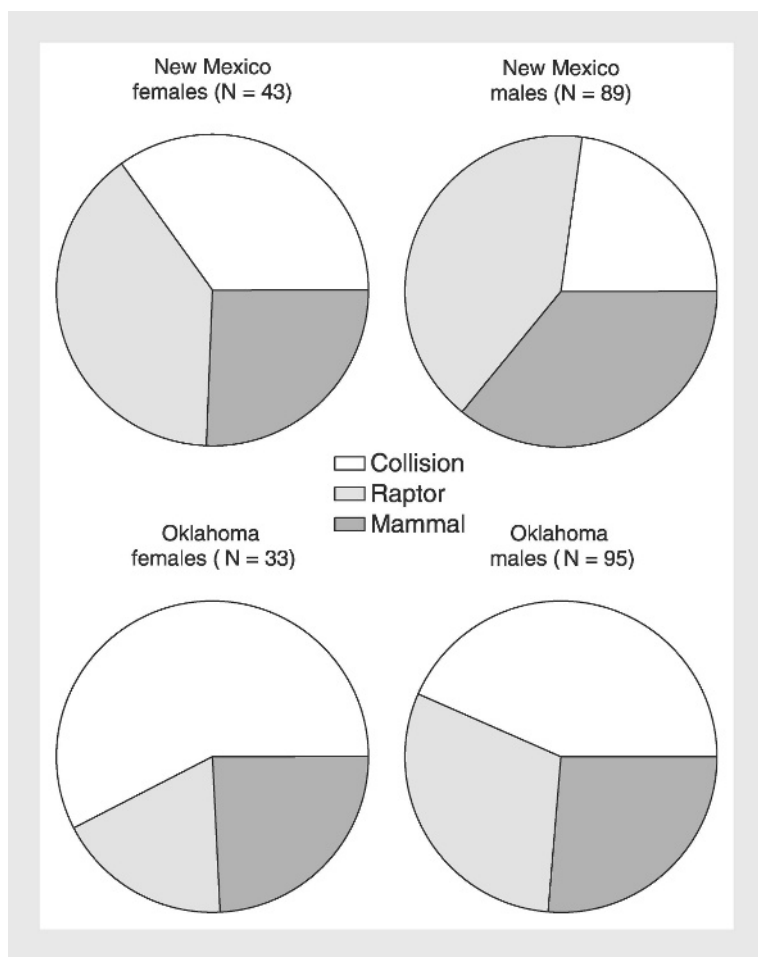 New Mexico
females (N = 43)
New Mexico
males (N = 89)
Collision
Raptor
Mammal
Oklahoma
females ( N = 33)
Oklahoma
males (N = 95)